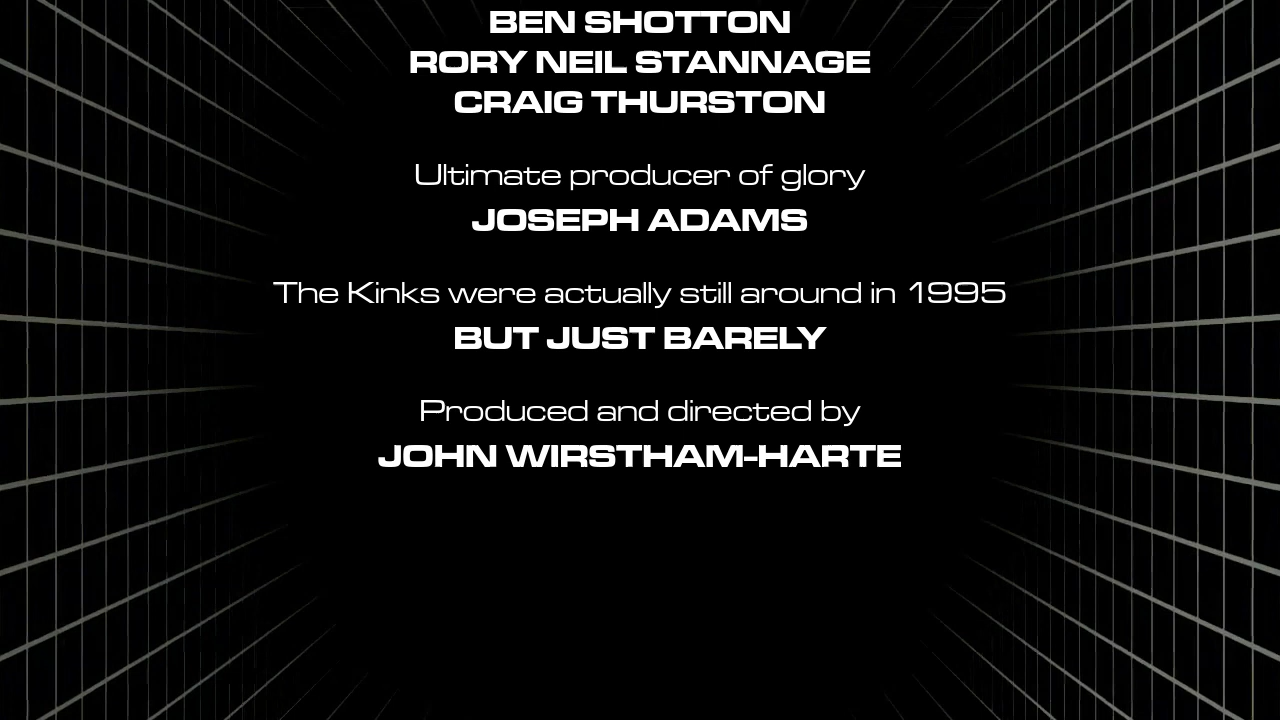 BEN SHOTTON
RORY NEIL STANNAGE
CRAIG THURSTON
Ultimate producer of glory
JOSEPH ADAMS
The Kinks were actually still around in 1995
BUT JUST BARELY
Produced and directed by
JOHN WIRSTHAM-HARTE